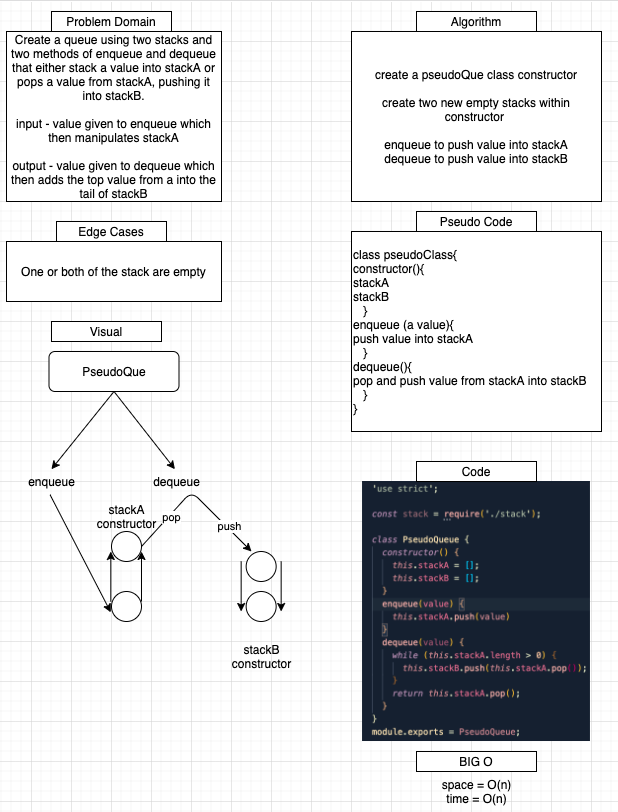 Problem Domain
Create a queue using two stacks and
two methods of enqueue and dequeue
that either stack a value into stackA or
pops a value from stackA, pushing it
into stackB.
input - value given to enqueue which
then manipulates stackA
output - value given to dequeue which
then adds the top value from a into the
tail of stackB
Edge Cases
One or both of the stack are empty
Visual
PseudoQue
enqueue
dequeue
stackA
constructor
pop
push
stackB
constructor
Algorithm
create a pseudoQue class constructor
create two new empty stacks within
constructor
enqueue to push value into stackA
dequeue to push value into stackB
Pseudo Code
class pseudoClass{
constructor(){
stackA
stackB
}
enqueue (a value){
push value into stackA
}
dequeue(){
pop and push value from stackA into stackB
}
}
Code
'use strict';
const stack = require('./stack');
class PseudoQueue {
constructor() {
this.stackA = [];
this.stackB = [];
}
enqueue(value) {
this.stackA.push(value)
}
dequeue(value) {
while (this.stackA.length > 0) {
this.stackB.push(this.stackA.pop());
}
return this.stackA.pop();
}
}
module.exports = PseudoQueue;
BIG O
space = O(n)
time = O(n)